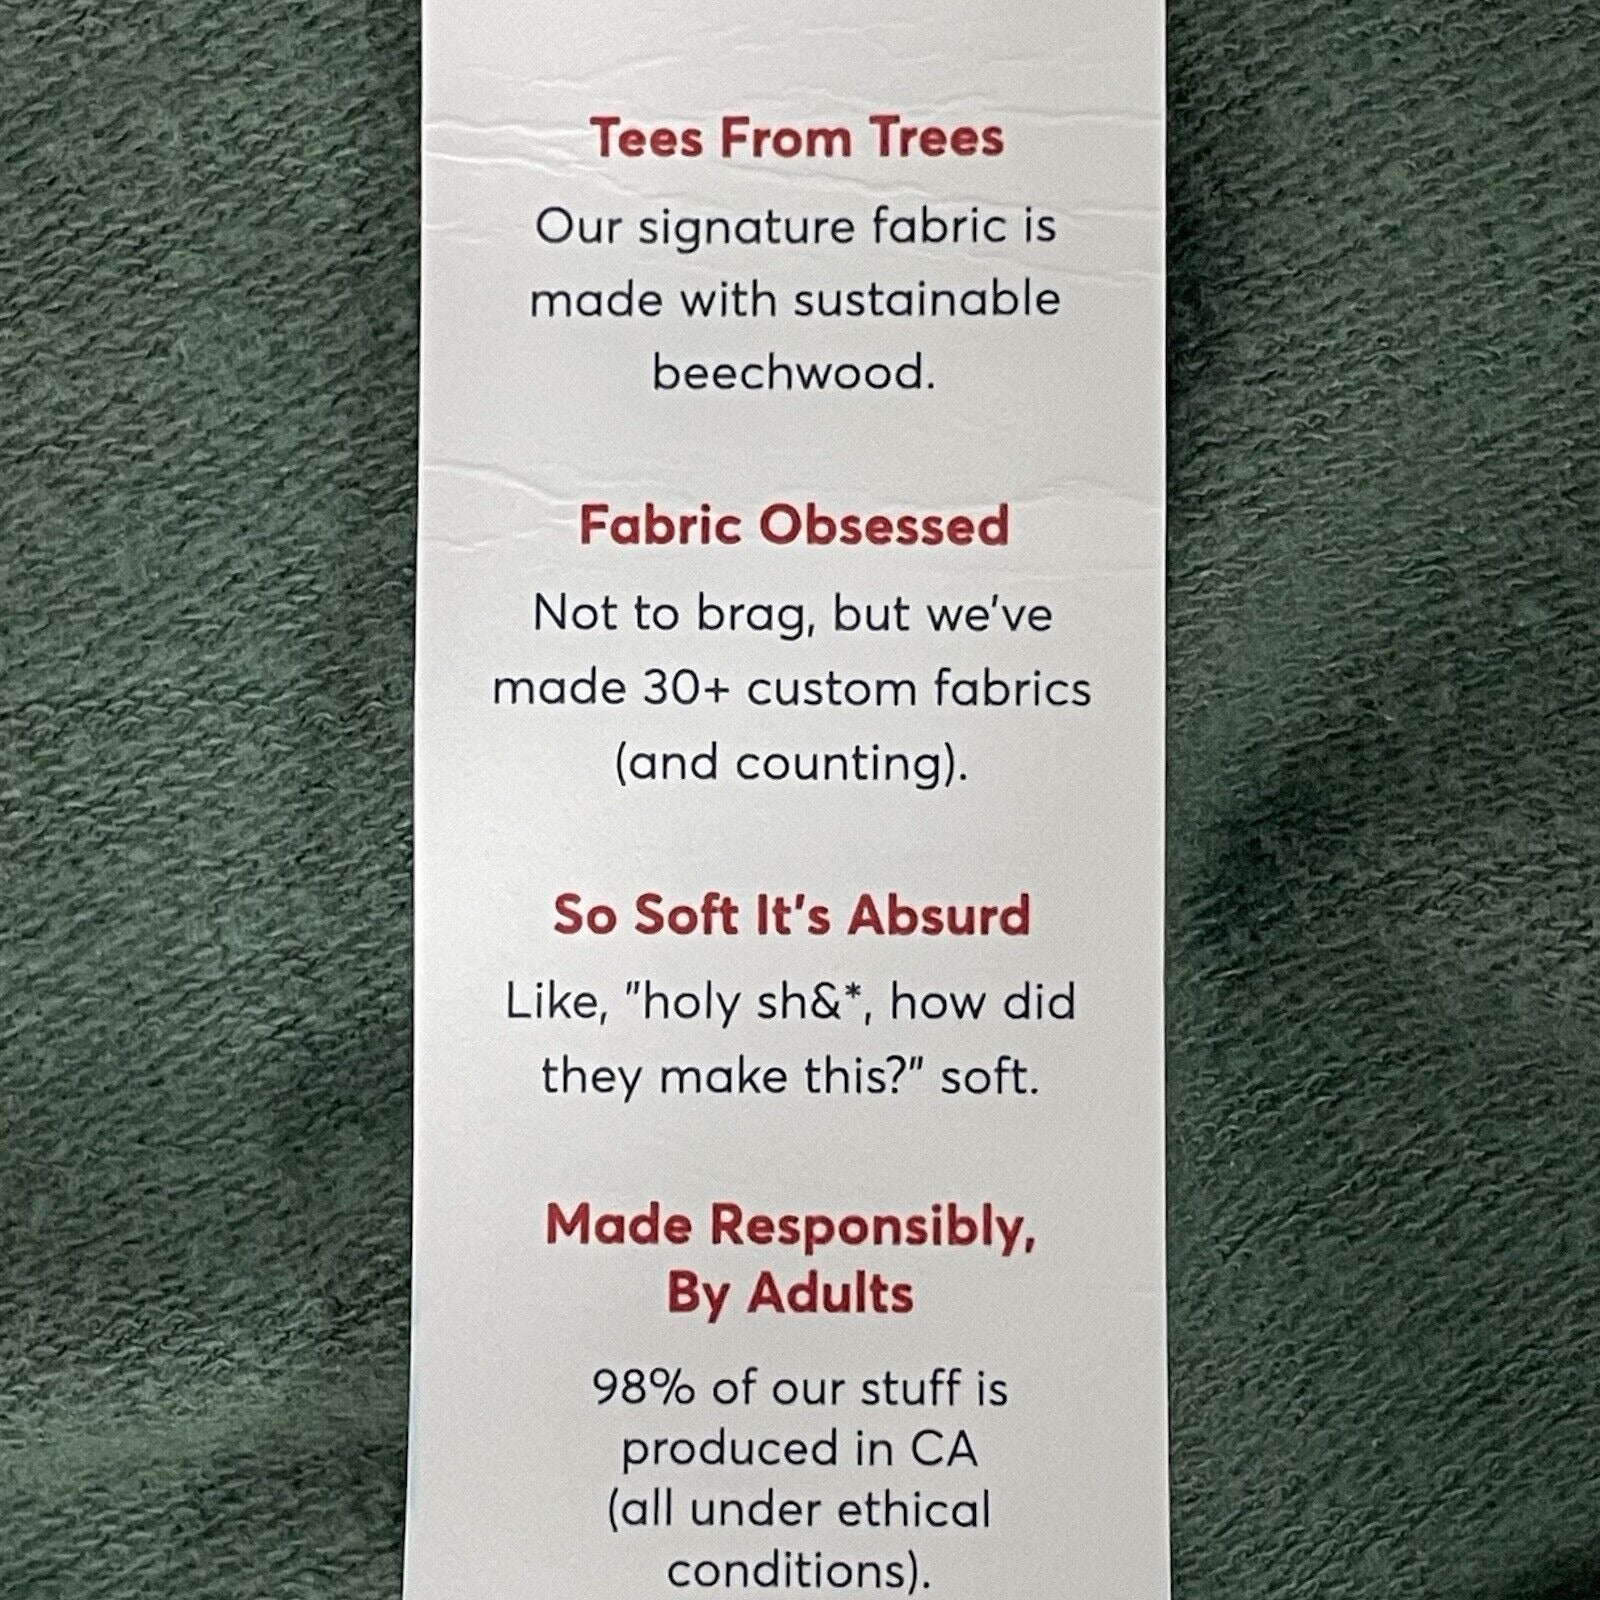 Tees From Trees
Our signature fabric is
made with sustainable
beechwood.
Fabric Obsessed
Not to brag, but we've
made 30+ custom fabrics
(and counting).
So Soft It's Absurd
Like, "holy sh&*, how did
they make this?" soft.
Made Responsibly,
By Adults
98% of our stuff is
produced in CA
(all under ethical
conditions).